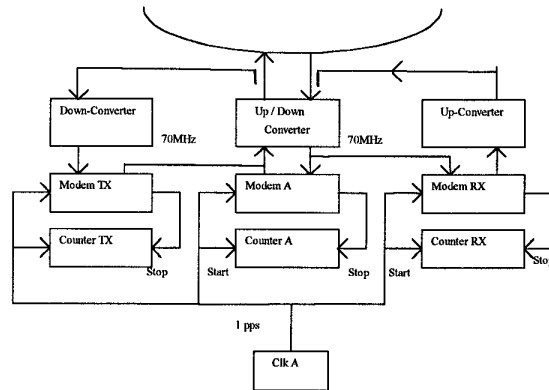 Down-Converter
Up / Down
Converter
Up-Converter
70MHz
70MHz
Modem TX
Modem A
Modem RX
Counter TX
Counter A
Counter RX
Stop
Start
Stop
Start
Stop
1 pps
Clk A